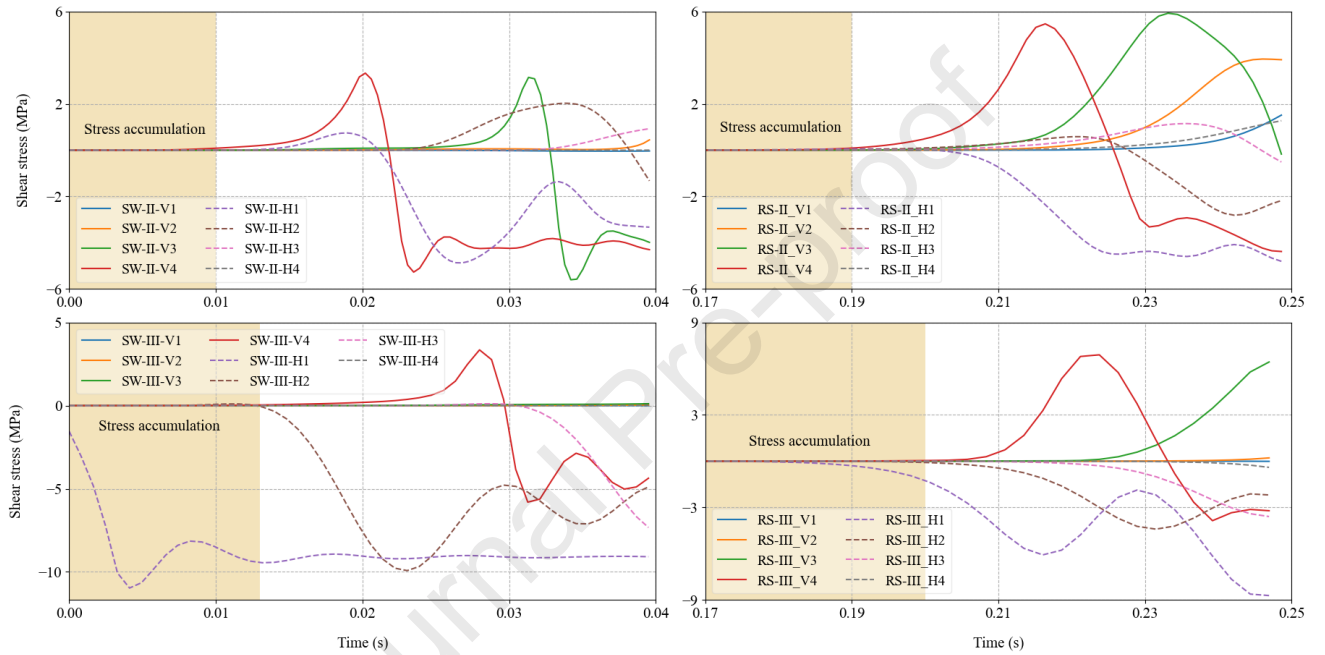 Shear stress (MPa)
6
2
−2
−6
Stress accumulation
SW-II-V1
SW-II-V2
SW-II-V3
SW-II-V4
SW-II-H1
SW-II-H2
SW-II-H3
SW-II-H4
0.00
0.01
0.02
0.03
0.04
6
2
−2
−6
Stress accumulation
RS-II_V1
RS-II_V2
RS-II_V3
RS-II_V4
RS-II_H1
RS-II_H2
RS-II_H3
RS-II_H4
0.17
0.19
0.21
0.23
0.25
Shear stress (MPa)
5
0
−5
−10
SW-III-V1
SW-III-V2
SW-III-V3
SW-III-V4
SW-III-H1
SW-III-H2
SW-III-H3
SW-III-H4
Stress accumulation
0.00
0.01
0.02
0.03
0.04
Time (s)
9
3
−3
−9
Stress accumulation
RS-III_V1
RS-III_V2
RS-III_V3
RS-III_V4
RS-III_H1
RS-III_H2
RS-III_H3
RS-III_H4
0.17
0.19
0.21
0.23
0.25
Time (s)
urnal Pre-proof